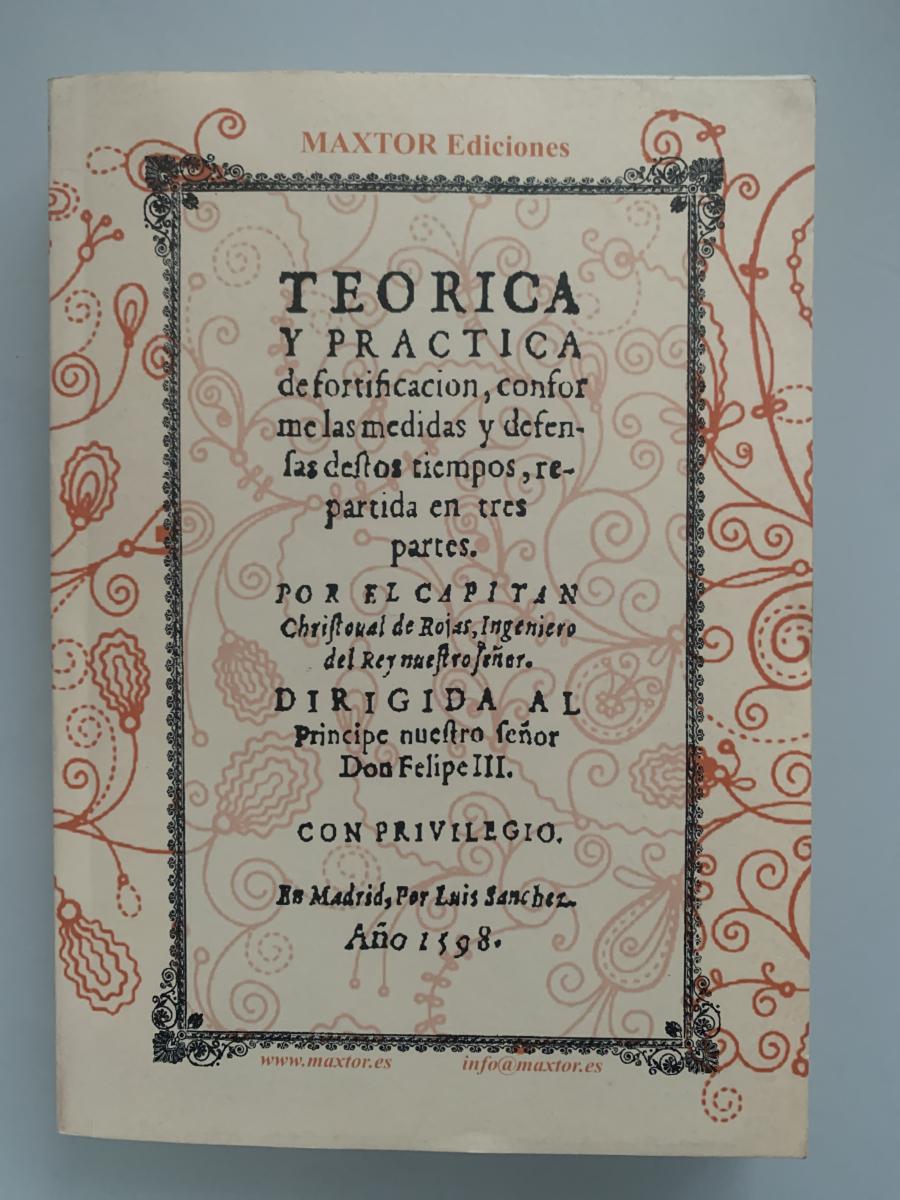 MAXTOR Ediciones
TEORICA
Y PRACTICA
de fortificacion, confor
me las medidas y defen-
ſas deſtos tiempos, re-
partida en tres
partes.
POR EL CAPITAN
Chriſtoual de Rojas, Ingeniero
del Rey nueſtro ſeñor.
DIRIGIDA AL
Principe nueſtro ſeñor
Don Felipe III.
CON PRIVILEGIO.
En Madrid, Por Luis Sanchez.
Año 1598.
www.maxtor.es info@maxtor.es